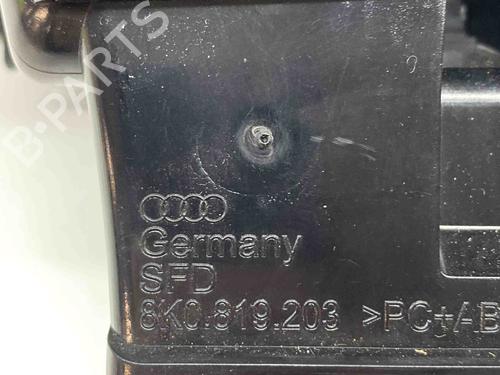 B-PARTS
Germany
SFD
8K0.819.203 >PC+AB